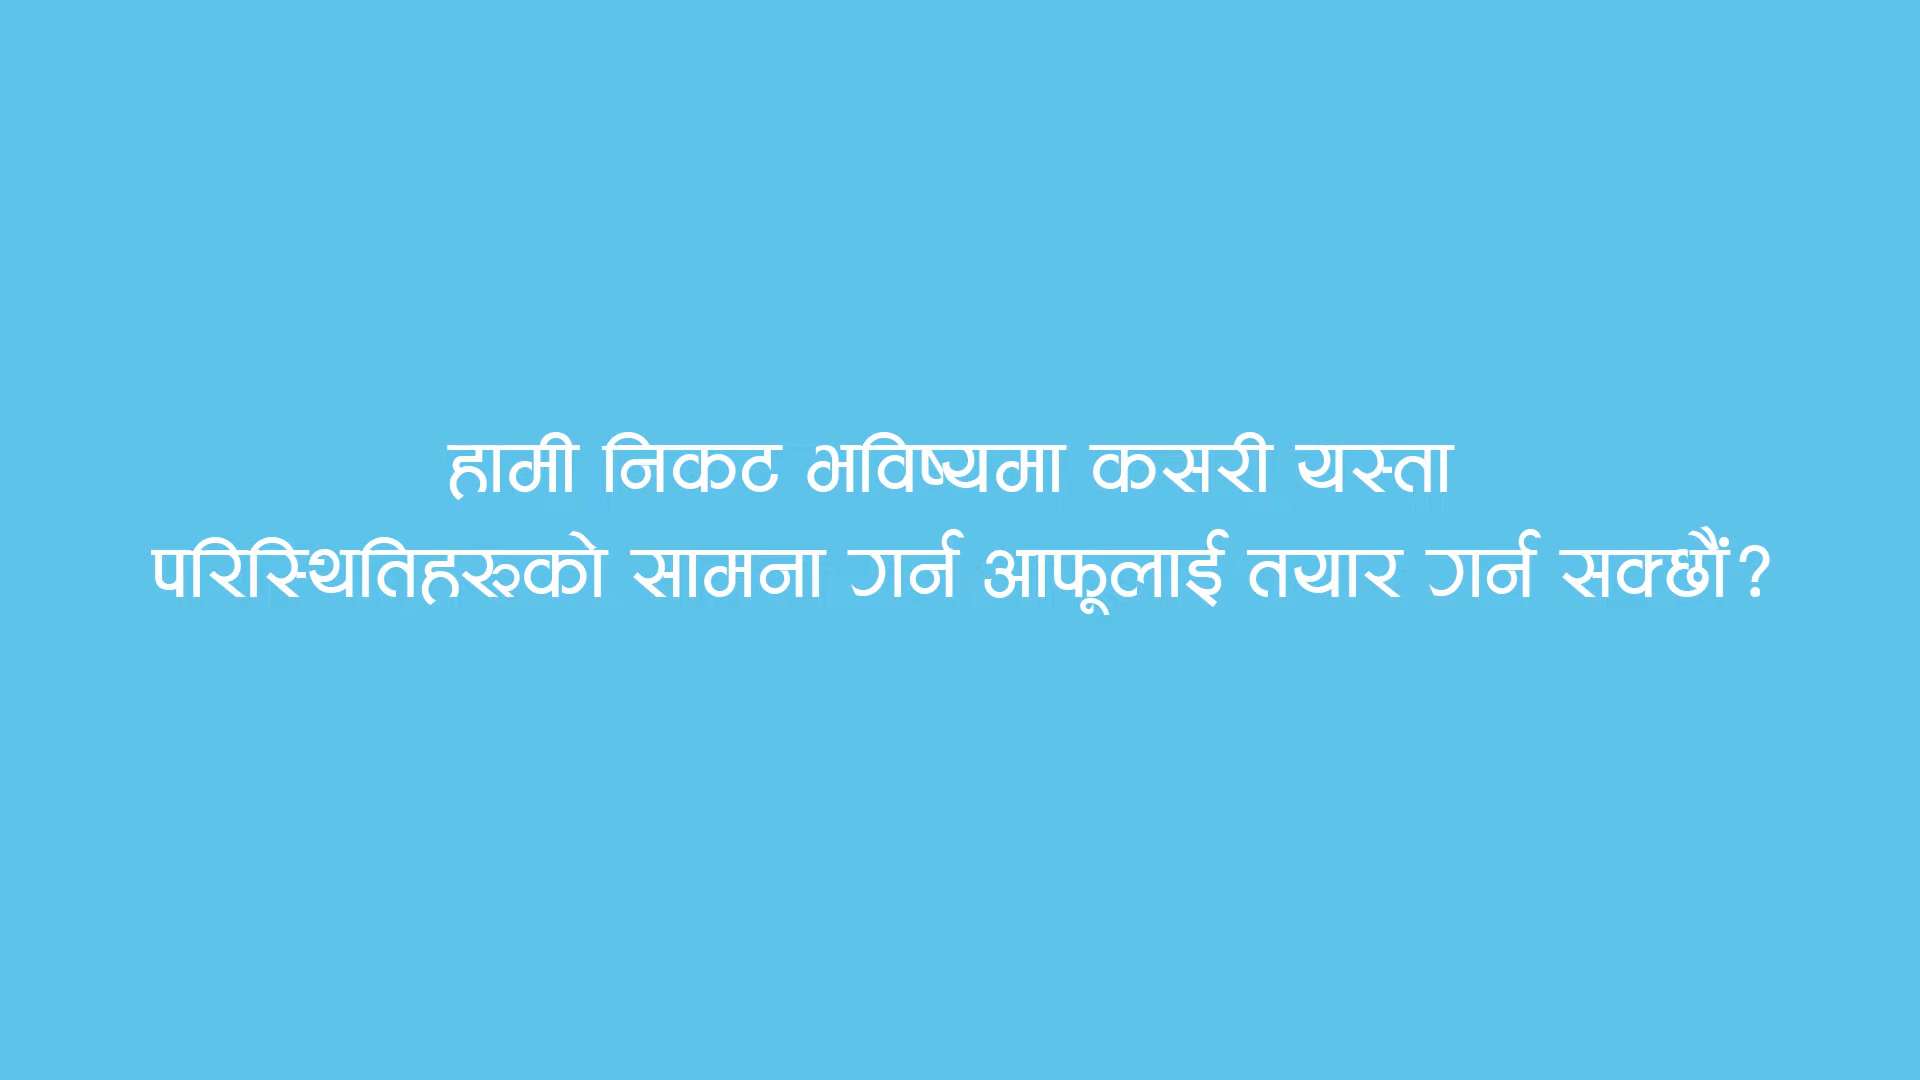 हामी निकट भविष्यमा कसरी यस्ता
परिस्थितिहरुको सामना गर्न आफूलाई तयार गर्न सक्छौं?